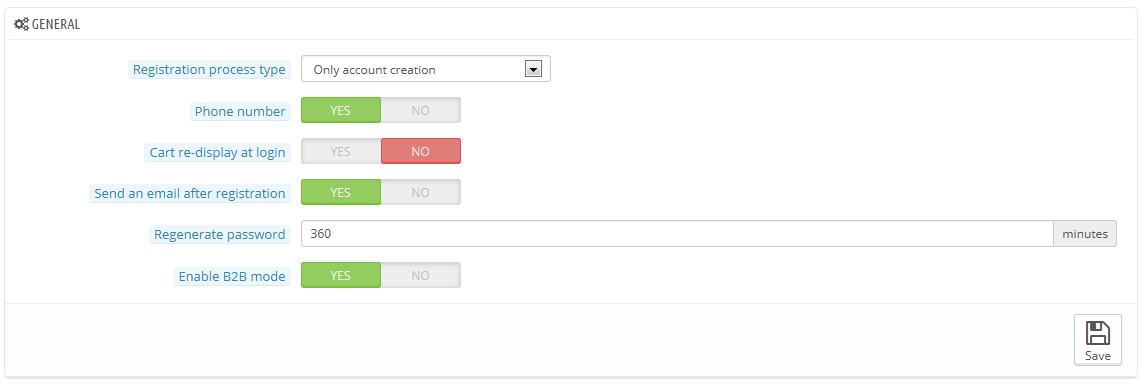 GENERAL
Registration process type Only account creation
Phone number YES NO
Cart re-display at login YES NO
Send an email after registration YES NO
Regenerate password 360 minutes
Enable B2B mode YES NO
Save